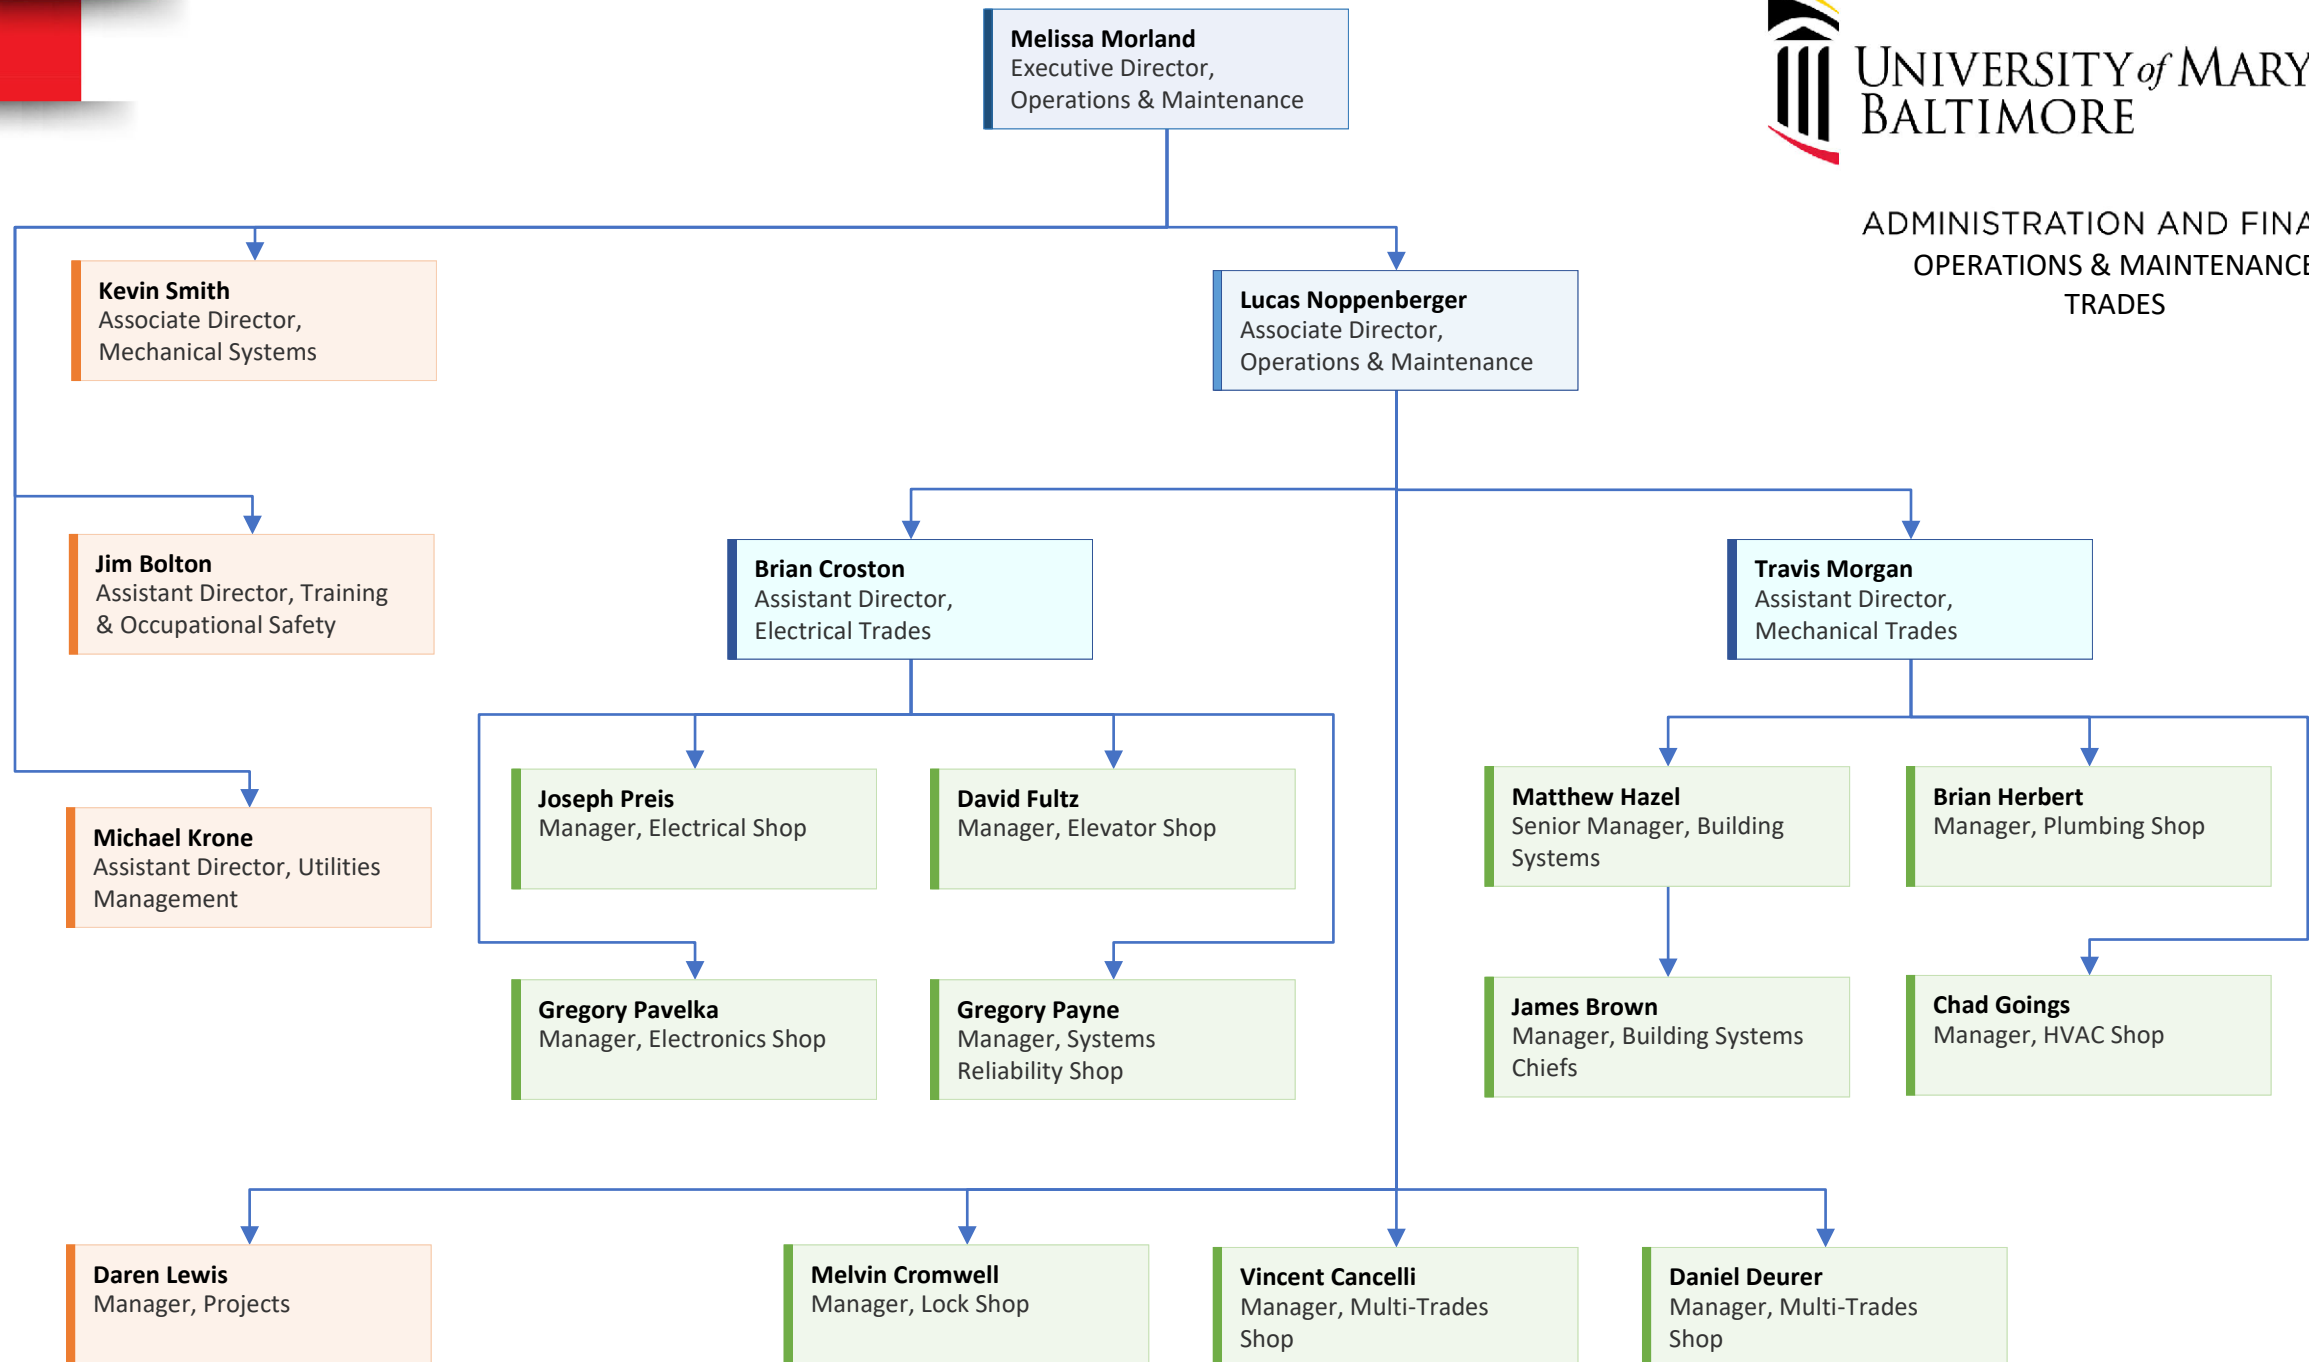 Melissa Morland
Executive Director,
Operations & Maintenance
UNIVERSITY of MARY
BALTIMORE
ADMINISTRATION AND FINA
OPERATIONS & MAINTENANCE
TRADES
Kevin Smith
Associate Director,
Mechanical Systems
Lucas Noppenberger
Associate Director,
Operations & Maintenance
Jim Bolton
Assistant Director, Training
& Occupational Safety
Brian Croston
Assistant Director,
Electrical Trades
Travis Morgan
Assistant Director,
Mechanical Trades
Michael Krone
Assistant Director, Utilities
Management
Joseph Preis
Manager, Electrical Shop
David Fultz
Manager, Elevator Shop
Matthew Hazel
Senior Manager, Building
Systems
Brian Herbert
Manager, Plumbing Shop
Gregory Pavelka
Manager, Electronics Shop
Gregory Payne
Manager, Systems
Reliability Shop
James Brown
Manager, Building Systems
Chiefs
Chad Goings
Manager, HVAC Shop
Daren Lewis
Manager, Projects
Melvin Cromwell
Manager, Lock Shop
Vincent Cancelli
Manager, Multi-Trades
Shop
Daniel Deurer
Manager, Multi-Trades
Shop